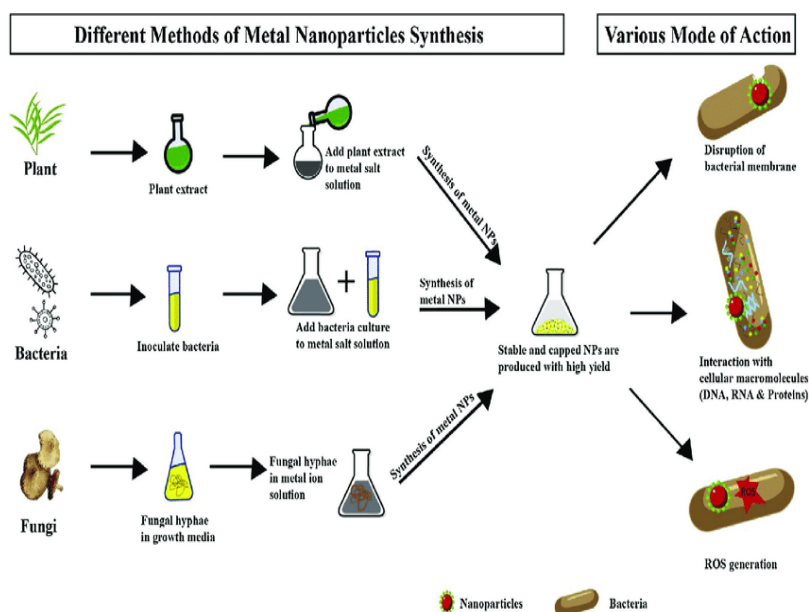 Different Methods of Metal Nanoparticles Synthesis
Various Mode of Action
Plant
Plant extract
Add plant extract
to metal salt
solution
Synthesis of metal NPs
Disruption of
bacterial membrane
Bacteria
Inoculate bacteria
Add bacteria culture
to metal salt solution
Synthesis of
metal NPs
Stable and capped NPs are
produced with high yield
Interaction with
cellular macromolecules
(DNA, RNA & Proteins)
Fungi
Fungal hyphae
in growth media
Fungal hyphae
in metal ion
solution
Synthesis of metal NPs
ROS
ROS generation
Nanoparticles
Bacteria